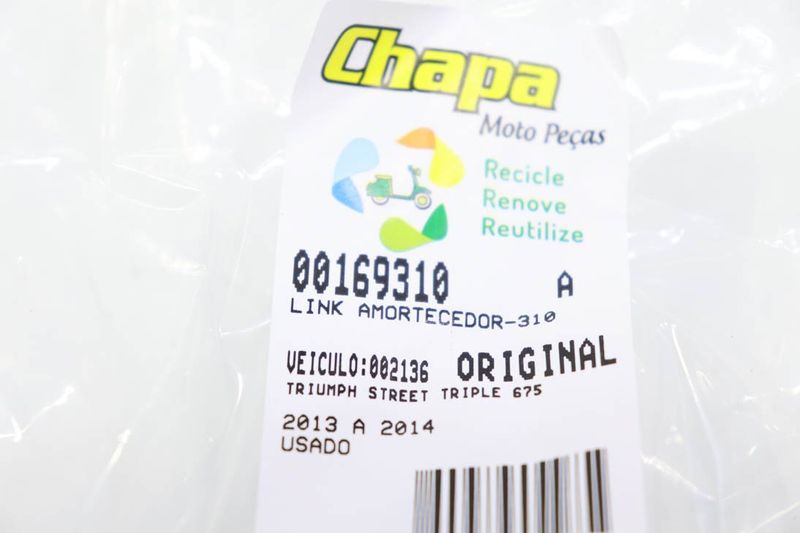 Chapa
Moto Peças
Recicle
Renove
Reutilize
00169310 A
LINK AMORTECEDOR-310
VEICULO:002136 ORIGINAL
TRIUMPH STREET TRIPLE 675
2013 A 2014
USADO